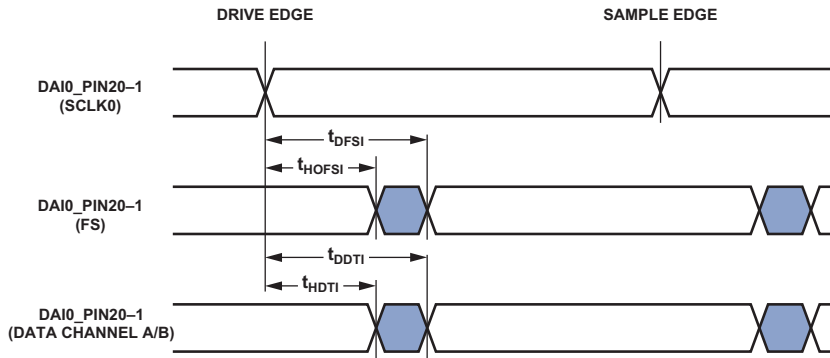 DRIVE EDGE
SAMPLE EDGE
DAI0_PIN20–1
(SCLK0)
tDFSI
tHOFSI
DAI0_PIN20–1
(FS)
tDDTI
tHDTI
DAI0_PIN20–1
(DATA CHANNEL A/B)